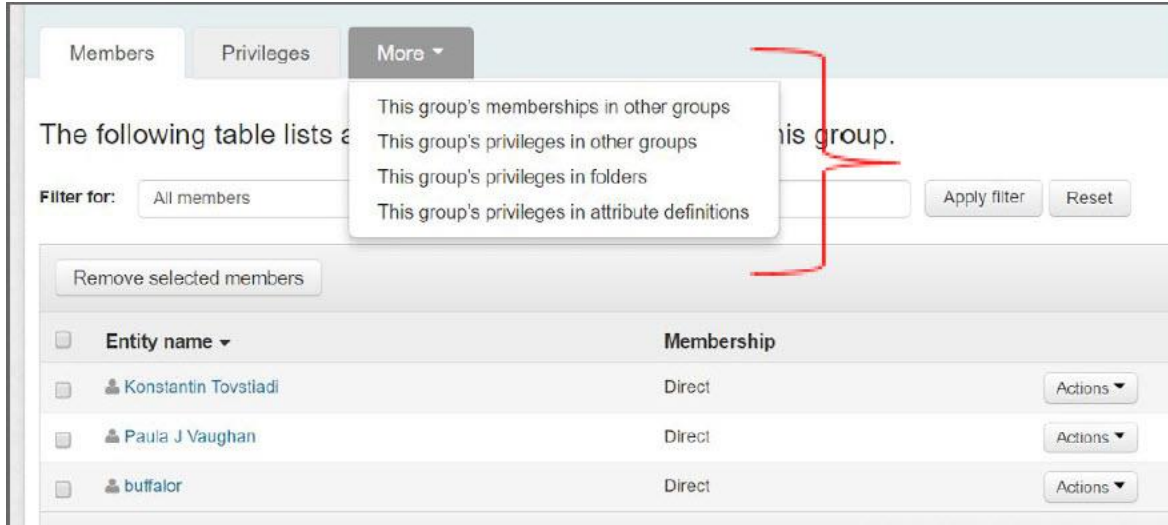 Members Privileges More
This group's memberships in other groups
The following table lists a his group.
This group's privileges in other groups
This group's privileges in folders
Filter for: All members Apply filter Reset
This group's privileges in attribute definitions
Remove selected members
Entity name Membership
Konstantin Tovstiadi Direct Actions
Paula J Vaughan Direct Actions
buffalor Direct Actions